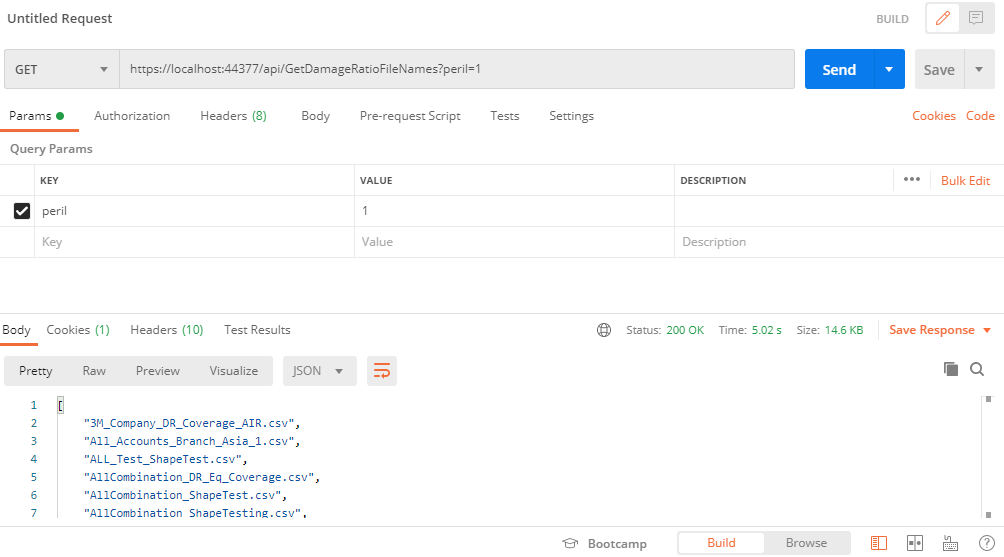 Untitled Request BUILD
GET https://localhost:44377/api/GetDamageRatioFileNames?peril=1 Send Save
Params Authorization Headers (8) Body Pre-request Script Tests Settings Cookies Code
Query Params
KEY VALUE DESCRIPTION ••• Bulk Edit
peril 1
Key Value Description
Body Cookies (1) Headers (10) Test Results Status: 200 OK Time: 5.02 s Size: 14.6 KB Save Response
Pretty Raw Preview Visualize JSON
1 [
2 "3M_Company_DR_Coverage_AIR.csv",
3 "All_Accounts_Branch_Asia_1.csv",
4 "ALL_Test_ShapeTest.csv",
5 "AllCombination_DR_Eq_Coverage.csv",
6 "AllCombination_ShapeTest.csv",
7 "AllCombination_ShapeTesting.csv",
Bootcamp Build Browse ?